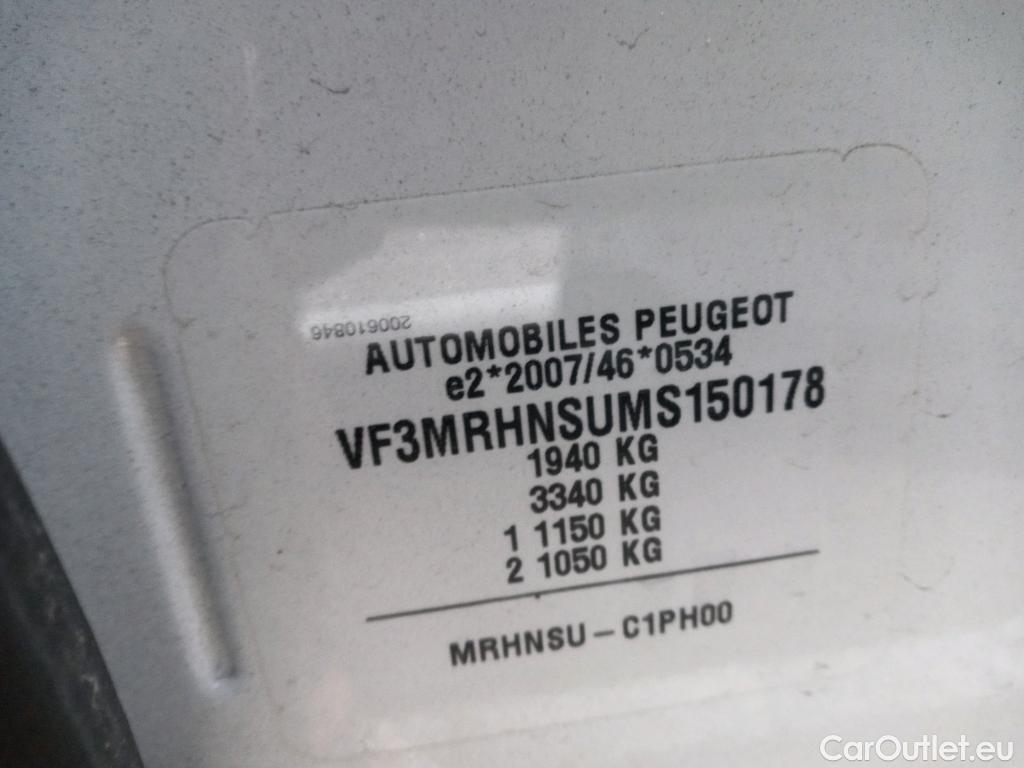 200610846
AUTOMOBILES PEUGEOT
e2*2007/46*0534
VF3MRHNSUMS150178
1940 KG
3340 KG
1 1150 KG
2 1050 KG
MRHNSU – C1PH00
CarOutlet.eu